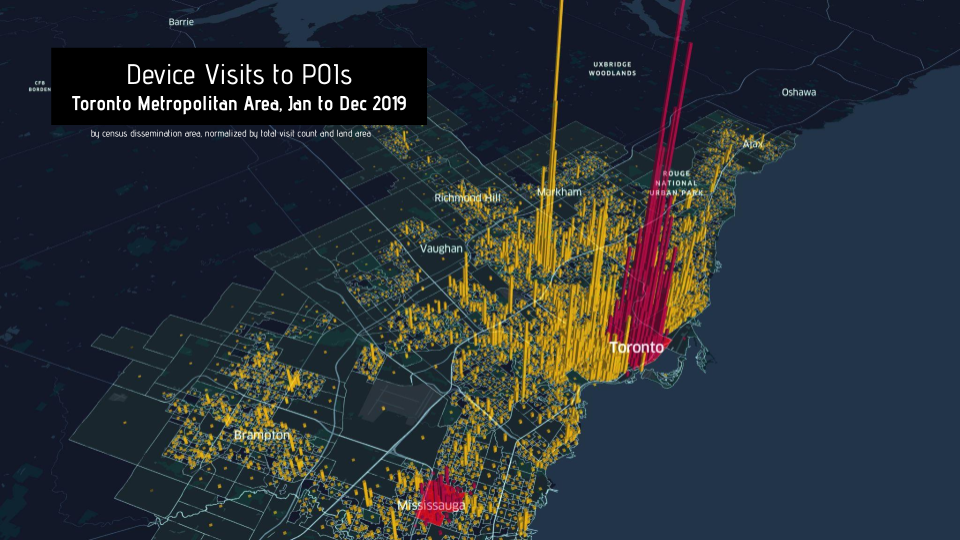 Barrie
Device Visits to POIs
Toronto Metropolitan Area, Jan to Dec 2019
by census dissemination area, normalized by total visit count and land area
CFB
BORDEN
UXBRIDGE
WOODLANDS
Oshawa
Ajax
ROUGE
NATIONAL
URBAN PARK
Markham
Richmond Hill
Vaughan
Toronto
Brampton
Mississauga